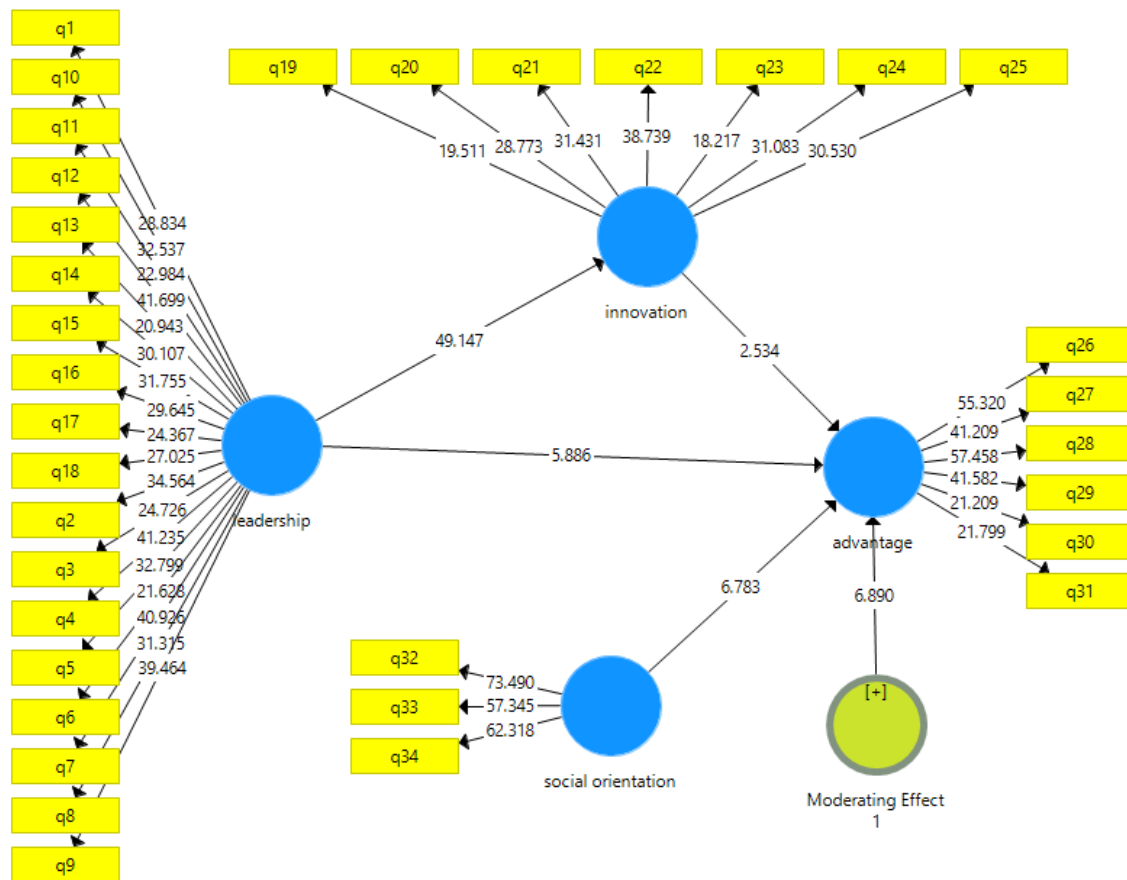 q1
q10
q11
q12
q13
q14
q15
q16
q17
q18
q2
q3
q4
q5
q6
q7
q8
q9
28.834
32.537
22.984
41.699
20.943
30.107
31.755
29.645
24.367
27.025
34.564
24.726
41.235
32.799
21.628
40.926
31.315
39.464
leadership
q19
q20
q21
q22
q23
q24
q25
19.511
28.773
31.431
38.739
18.217
31.083
30.530
innovation
49.147
2.534
5.886
6.783
6.890
advantage
55.320
41.209
57.458
41.582
21.209
21.799
q26
q27
q28
q29
q30
q31
q32
q33
q34
73.490
57.345
62.318
social orientation
[+]
Moderating Effect
1